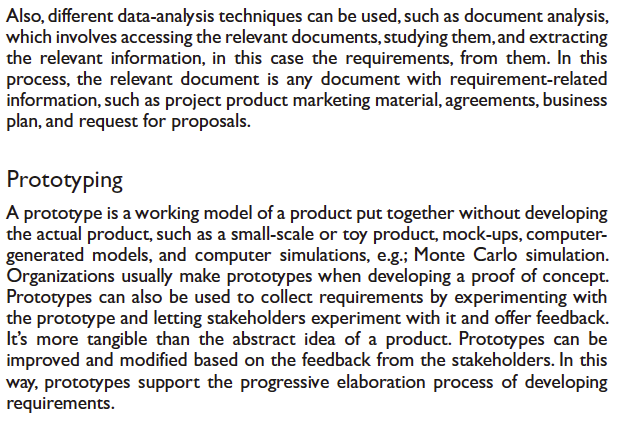 Also, different data-analysis techniques can be used, such as document analysis,
which involves accessing the relevant documents, studying them, and extracting
the relevant information, in this case the requirements, from them. In this
process, the relevant document is any document with requirement-related
information, such as project product marketing material, agreements, business
plan, and request for proposals.
Prototyping
A prototype is a working model of a product put together without developing
the actual product, such as a small-scale or toy product, mock-ups, computer-
generated models, and computer simulations, e.g.; Monte Carlo simulation.
Organizations usually make prototypes when developing a proof of concept.
Prototypes can also be used to collect requirements by experimenting with
the prototype and letting stakeholders experiment with it and offer feedback.
It's more tangible than the abstract idea of a product. Prototypes can be
improved and modified based on the feedback from the stakeholders. In this
way, prototypes support the progressive elaboration process of developing
requirements.